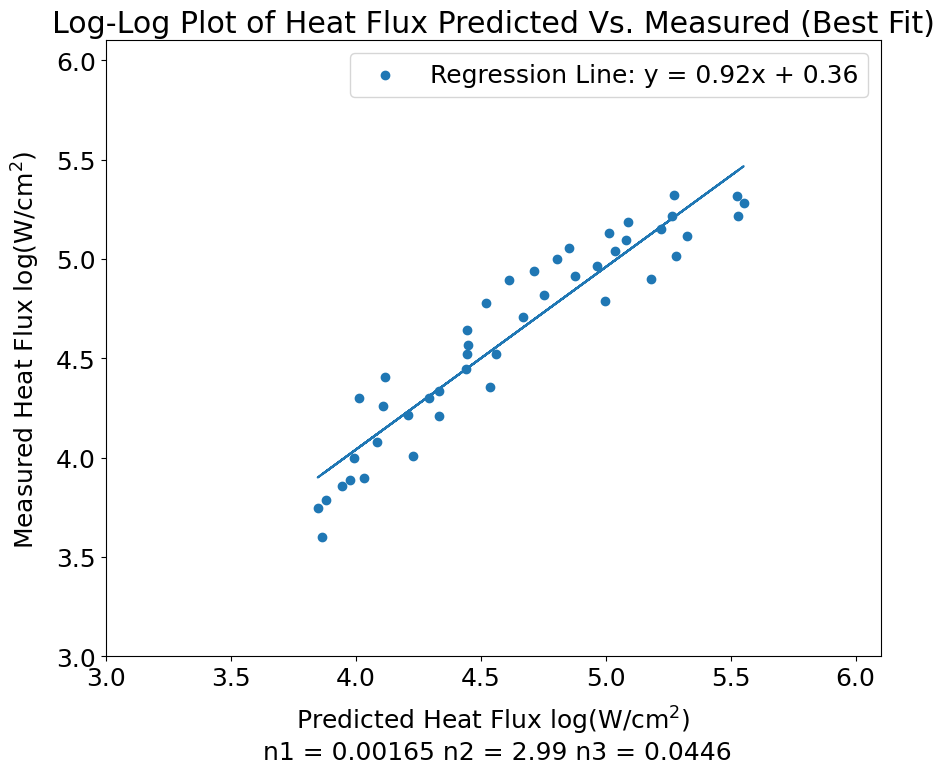 Log-Log Plot of Heat Flux Predicted Vs. Measured (Best Fit)
Regression Line: y = 0.92x + 0.36
Measured Heat Flux log(W/cm²)
6.0
5.5
5.0
4.5
4.0
3.5
3.0
3.0 3.5 4.0 4.5 5.0 5.5 6.0
Predicted Heat Flux log(W/cm²)
n1 = 0.00165 n2 = 2.99 n3 = 0.0446